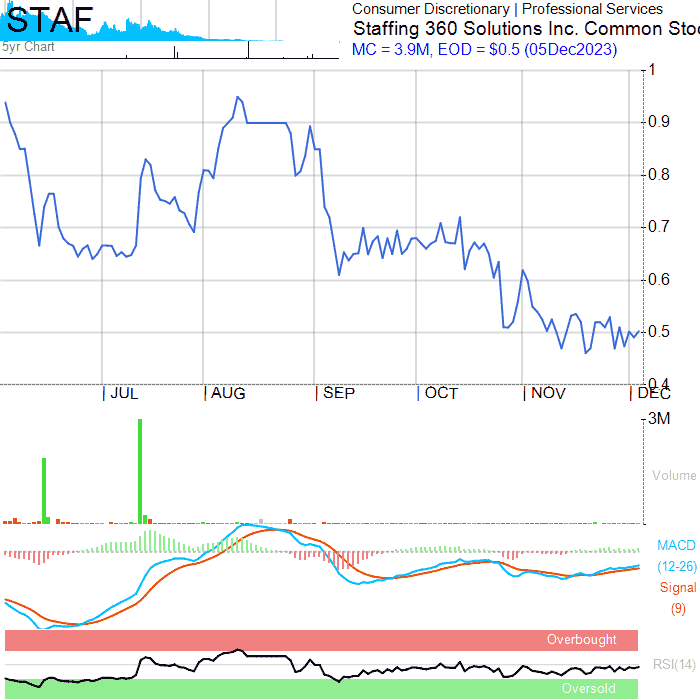 STAF
5yr Chart
Consumer Discretionary | Professional Services
Staffing 360 Solutions Inc. Common Stoc
MC = 3.9M, EOD = $0.5 (05Dec2023)
1
0.9
0.8
0.7
0.6
0.5
0.4
JUL
AUG
SEP
OCT
NOV
DEC
3M
Volume
MACD
(12-26)
Signal
(9)
Overbought
RSI(14)
Oversold